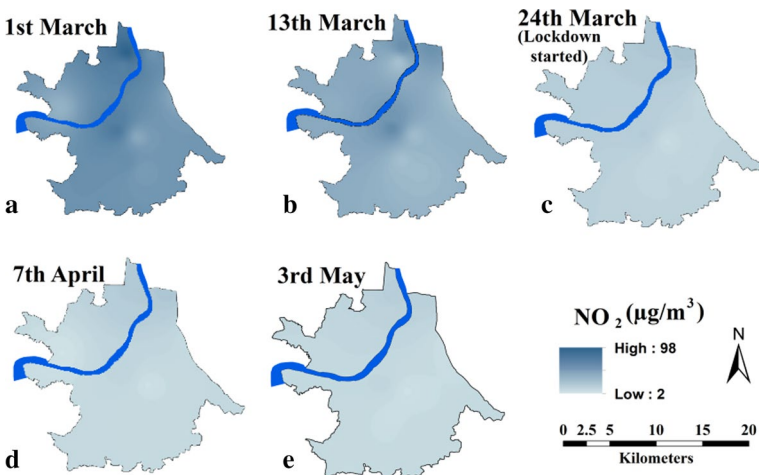 1st March
13th March
24th March
(Lockdown
started)
a
b
c
7th April
3rd May
NO₂ (µg/m³)
High : 98
Low : 2
N
0 2.5 5 10 15 20
Kilometers
d
e